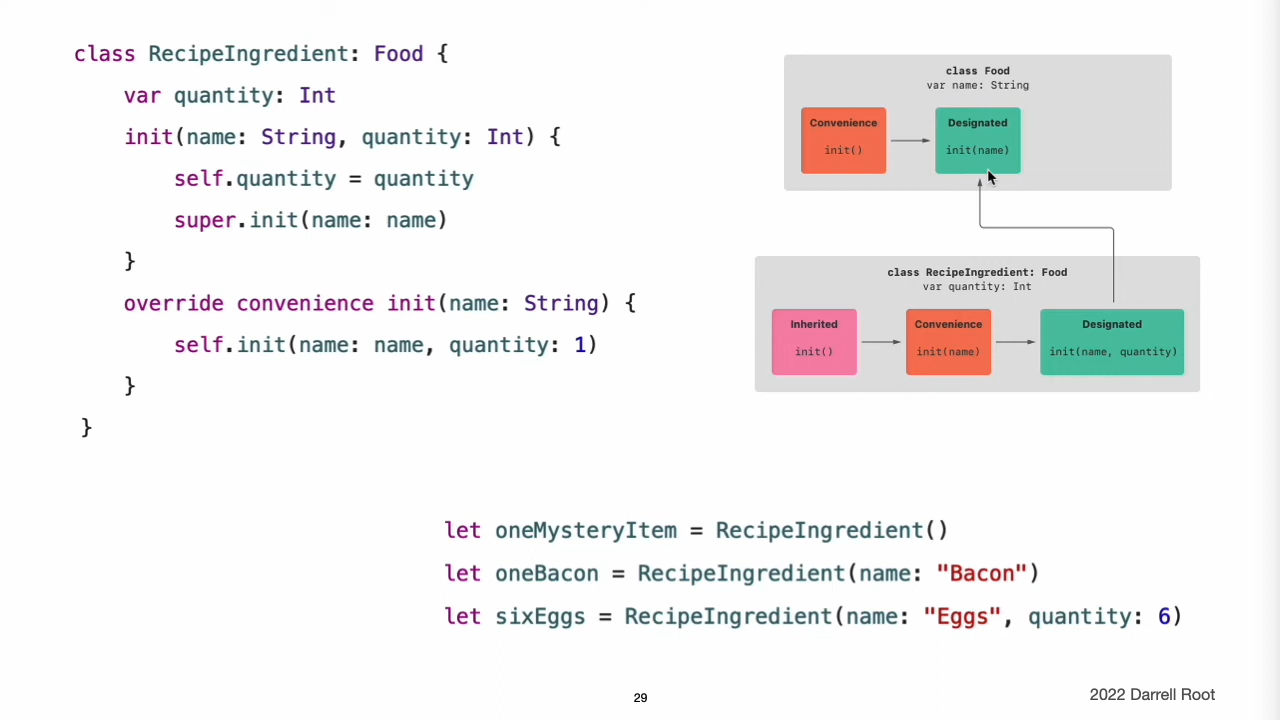 class RecipeIngredient: Food {
var quantity: Int
init(name: String, quantity: Int) {
self.quantity = quantity
super.init(name: name)
}
override convenience init(name: String) {
self.init(name: name, quantity: 1)
}
}
class Food
var name: String
Convenience
init()
Designated
init(name)
class RecipeIngredient: Food
var quantity: Int
Inherited
init()
Convenience
init(name)
Designated
init(name, quantity)
let oneMysteryItem = RecipeIngredient()
let oneBacon = RecipeIngredient(name: "Bacon")
let sixEggs = RecipeIngredient(name: "Eggs", quantity: 6)
29
2022 Darrell Root